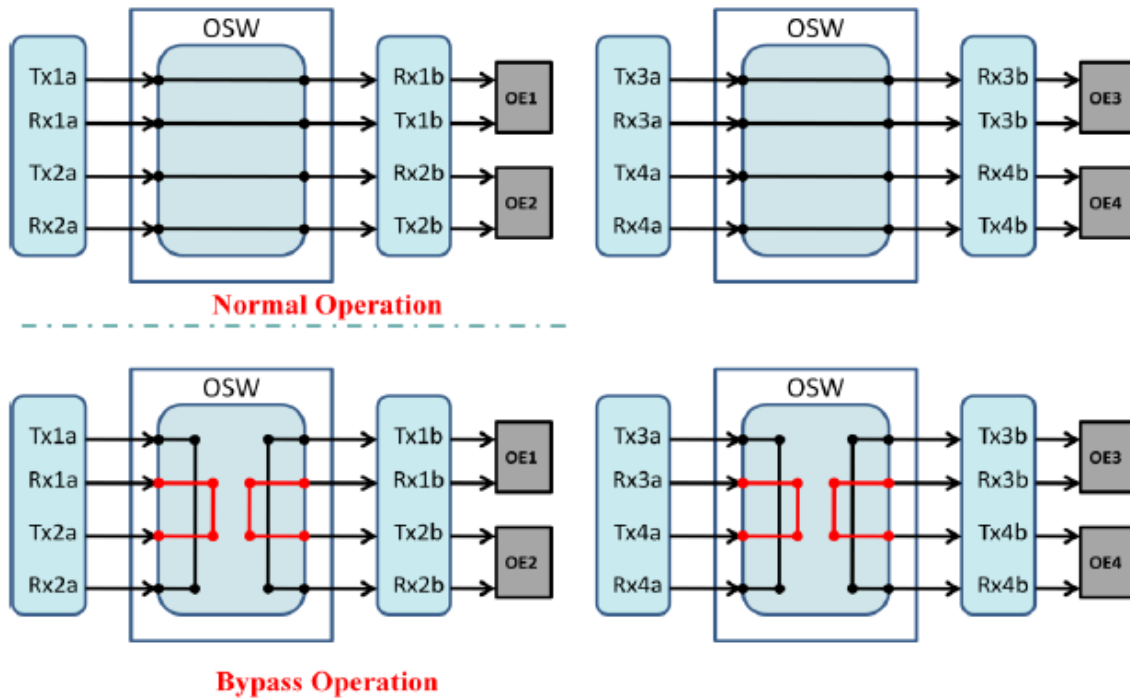 OSW
Tx1a
Rx1a
Tx2a
Rx2a
Rx1b
Tx1b
Rx2b
Tx2b
OE1
OE2
OSW
Tx3a
Rx3a
Tx4a
Rx4a
Rx3b
Tx3b
Rx4b
Tx4b
OE3
OE4
Normal Operation
OSW
Tx1a
Rx1a
Tx2a
Rx2a
Tx1b
Rx1b
Tx2b
Rx2b
OE1
OE2
OSW
Tx3a
Rx3a
Tx4a
Rx4a
Tx3b
Rx3b
Tx4b
Rx4b
OE3
OE4
Bypass Operation